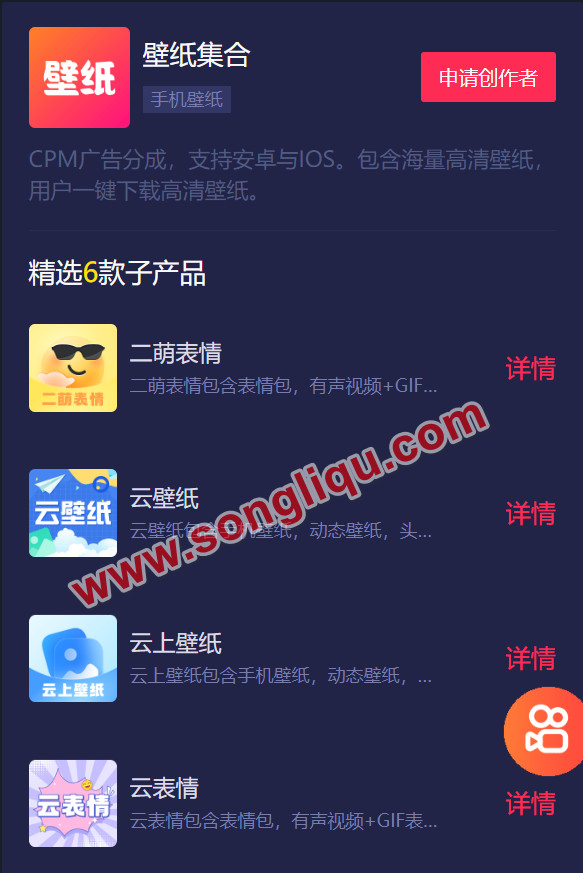 壁纸
壁纸集合
手机壁纸
申请创作者
CPM广告分成，支持安卓与IOS。包含海量高清壁纸，
用户一键下载高清壁纸。
精选6款子产品
二萌表情
二萌表情
二萌表情包含表情包，有声视频+GIF...
详情
云壁纸
云壁纸
云壁纸包含手机壁纸，动态壁纸，头...
详情
www.songliqu.com
云上壁纸
云上壁纸
云上壁纸包含手机壁纸，动态壁纸，...
详情
云表情
云表情
云表情包含表情包，有声视频+GIF表...
详情